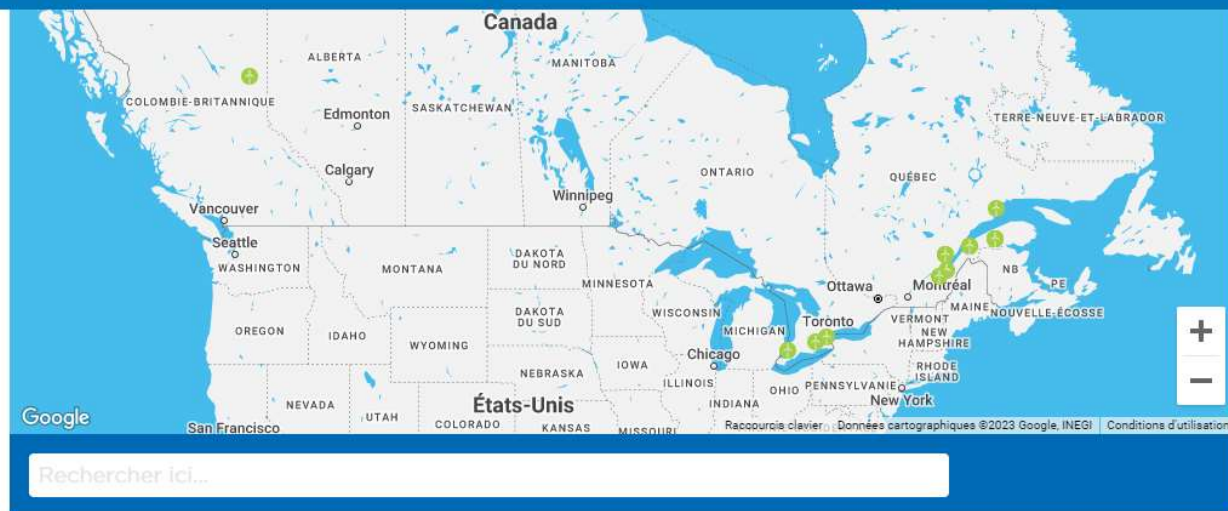 Canada
ALBERTA
MANITOBA
COLOMBIE-BRITANNIQUE
Edmonton
SASKATCHEWAN
TERRE-NEUVE-ET-LABRADOR
Calgary
ONTARIO
QUÉBEC
Winnipeg
Vancouver
Seattle
WASHINGTON
MONTANA
DAKOTA
DU NORD
MINNESOTA
Ottawa
Montréal
NB
PE
MAINE
NOUVELLE-ÉCOSSE
OREGON
IDAHO
WYOMING
DAKOTA
DU SUD
WISCONSIN
MICHIGAN
Toronto
VERMONT
NEW
HAMPSHIRE
Chicago
IOWA
NEBRASKA
ILLINOIS
INDIANA
OHIO
PENNSYLVANIE
RHODE
ISLAND
New York
NEVADA
UTAH
COLORADO
États-Unis
KANSAS
MISSOURI
San Francisco
Google
+
−
Raccourcis clavier
Données cartographiques ©2023 Google, INEGI
Conditions d'utilisation
Rechercher ici...